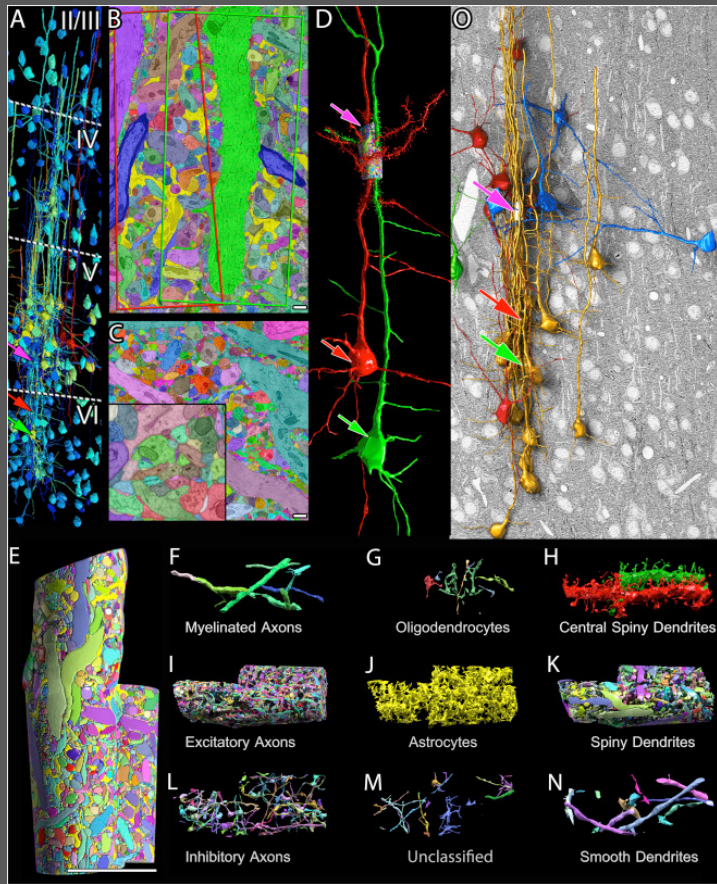 A
II/III
B
D
O
IV
V
C
VI
E
F
G
H
Myelinated Axons
Oligodendrocytes
Central Spiny Dendrites
I
J
K
Excitatory Axons
Astrocytes
Spiny Dendrites
L
M
N
Inhibitory Axons
Unclassified
Smooth Dendrites